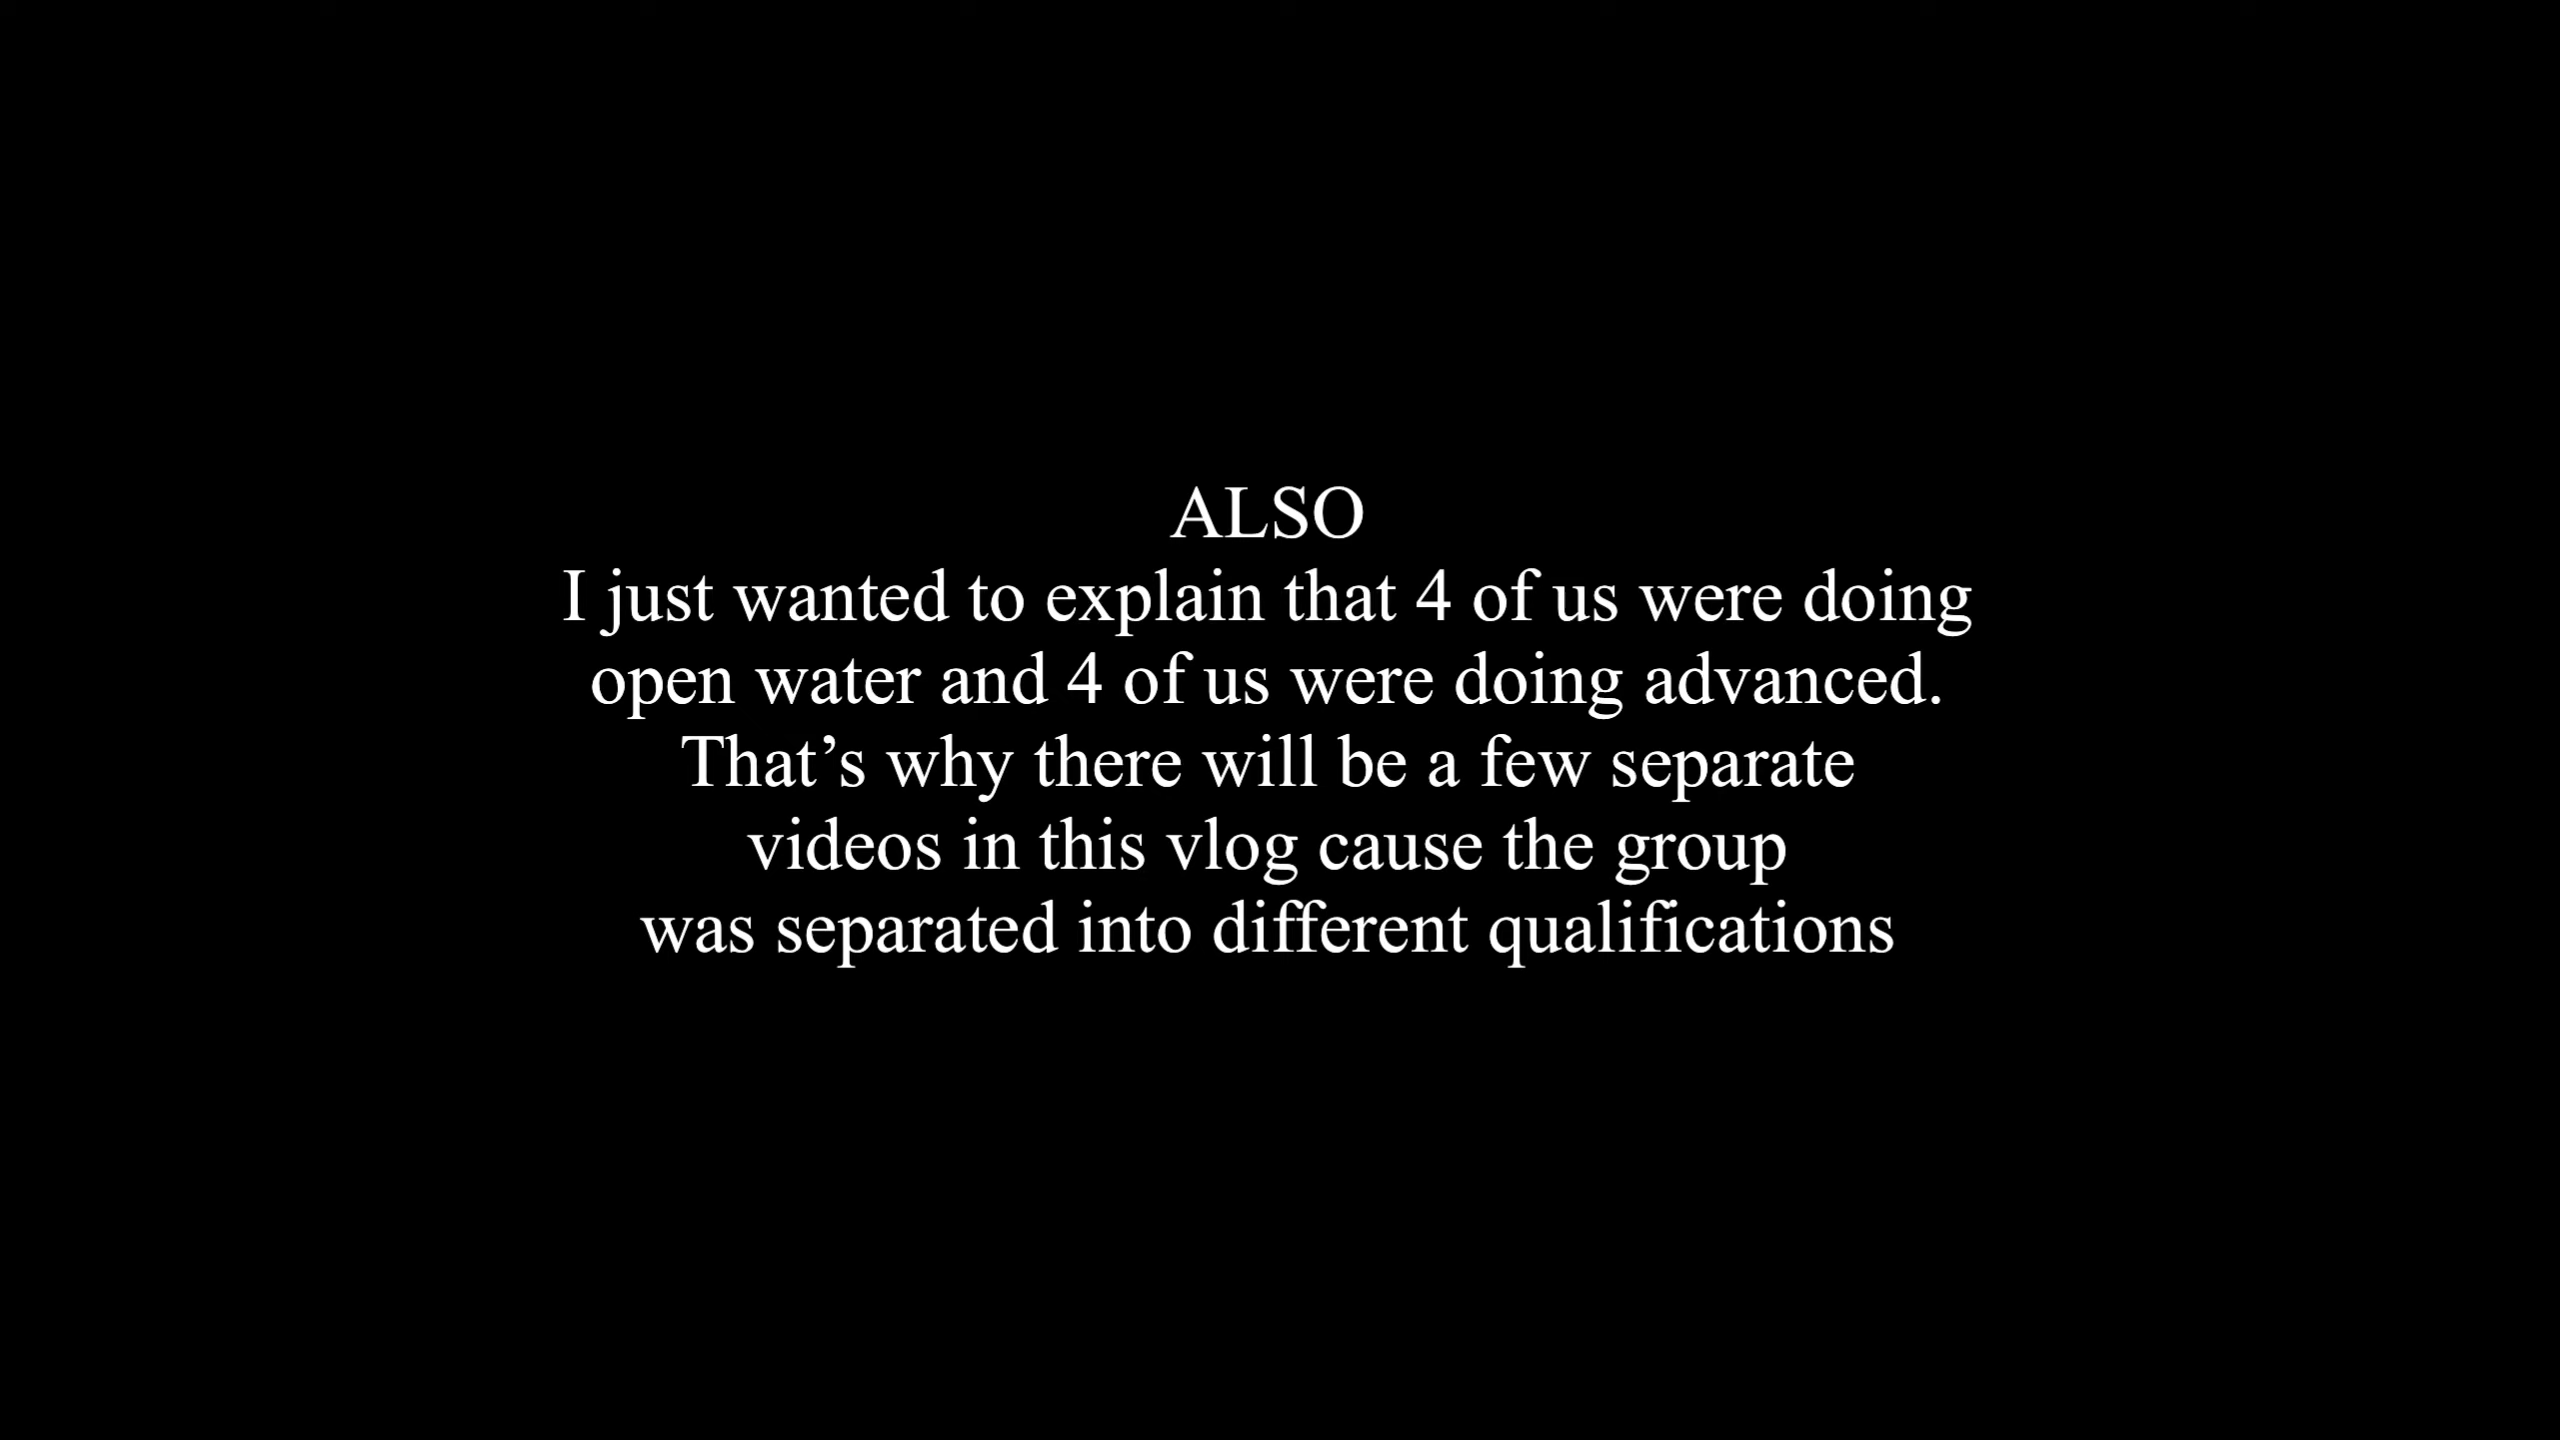 ALSO
I just wanted to explain that 4 of us were doing
open water and 4 of us were doing advanced.
That’s why there will be a few separate
videos in this vlog cause the group
was separated into different qualifications